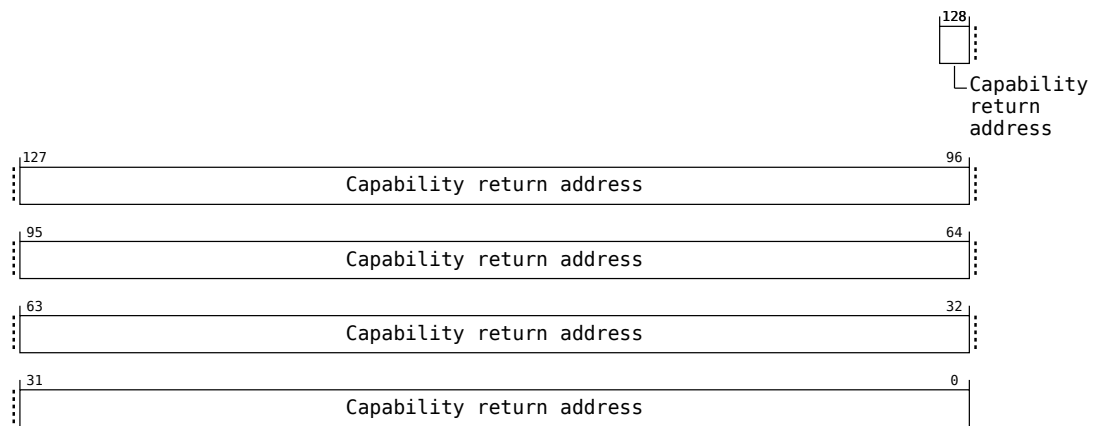 128
Capability
return
address
127 96
Capability return address
95 64
Capability return address
63 32
Capability return address
31 0
Capability return address